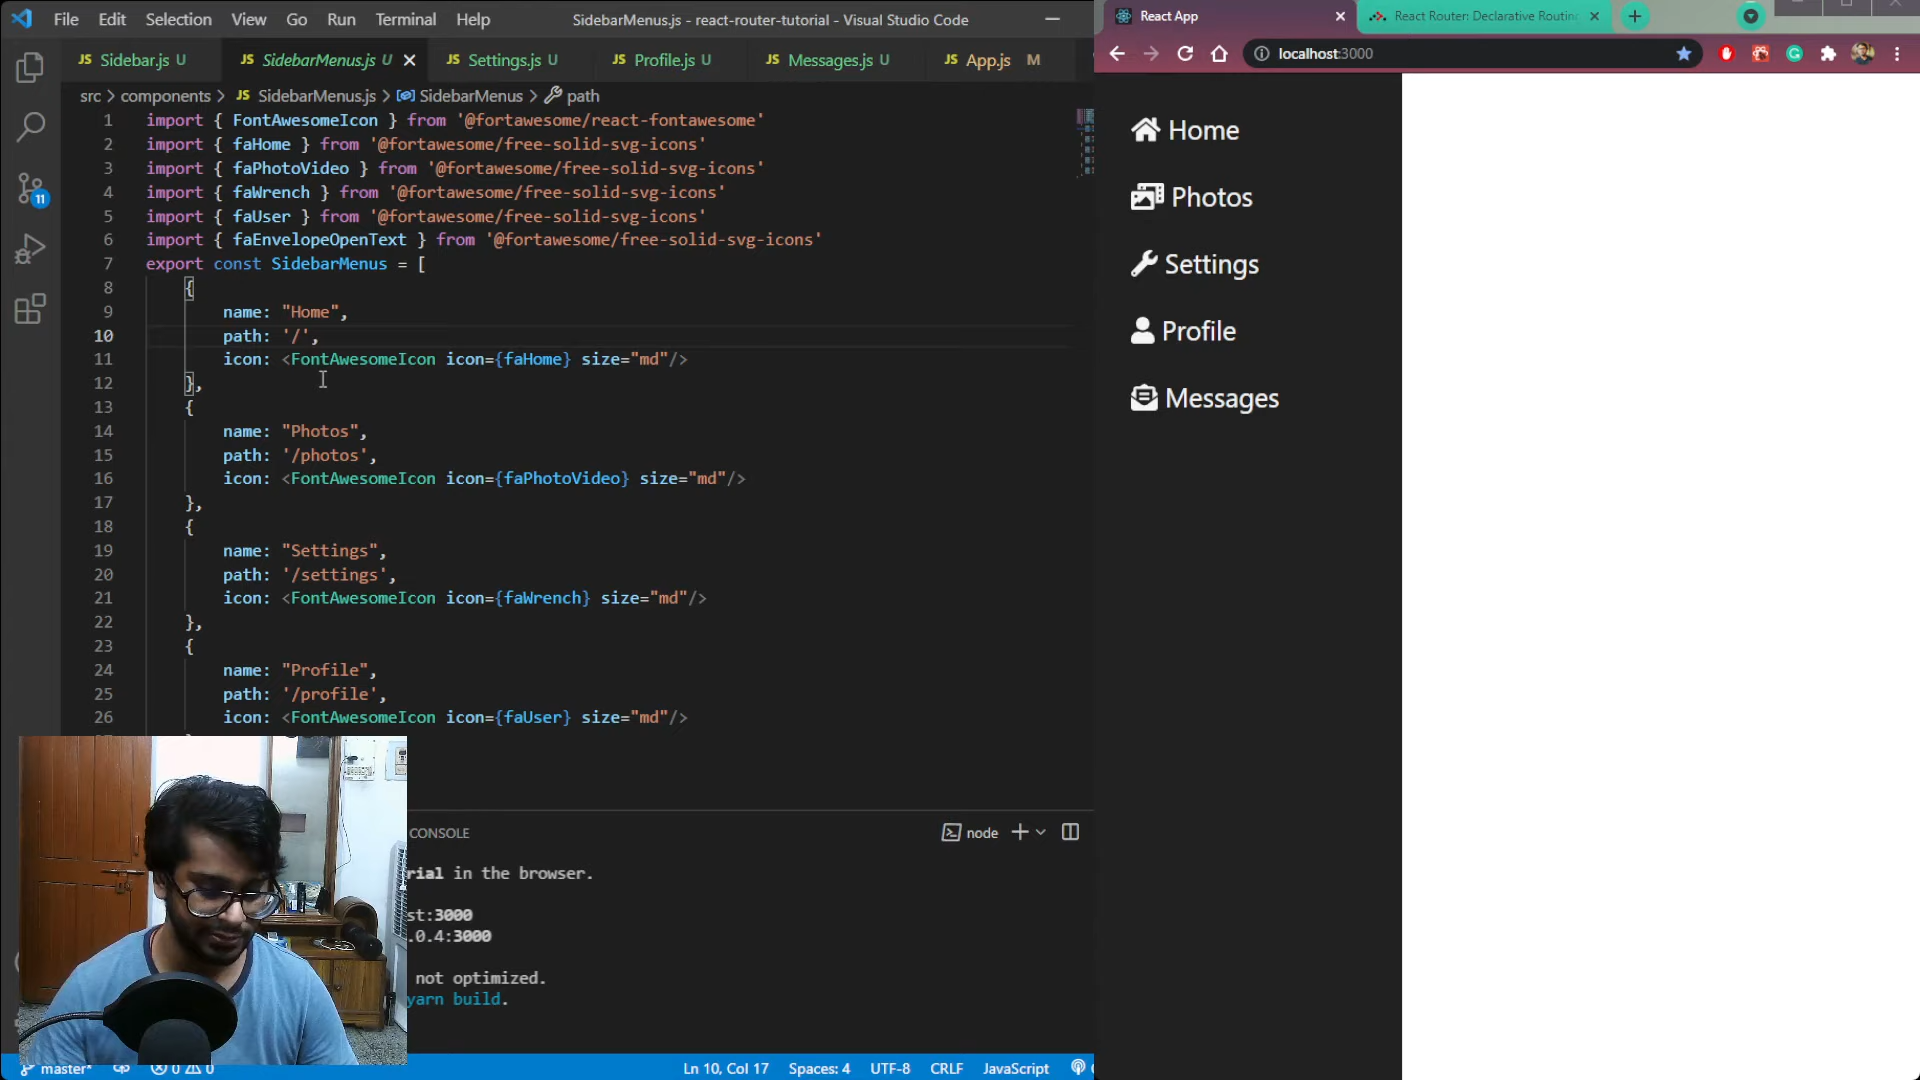 File Edit Selection View Go Run Terminal Help SidebarMenus.js - react-router-tutorial - Visual Studio Code
JS Sidebar.js U JS SidebarMenus.js U JS Settings.js U JS Profile.js U JS Messages.js U JS App.js M
src > components > JS SidebarMenus.js > SidebarMenus > path
1 import { FontAwesomeIcon } from '@fortawesome/react-fontawesome'
2 import { faHome } from '@fortawesome/free-solid-svg-icons'
3 import { faPhotoVideo } from '@fortawesome/free-solid-svg-icons'
4 import { faWrench } from '@fortawesome/free-solid-svg-icons'
5 import { faUser } from '@fortawesome/free-solid-svg-icons'
6 import { faEnvelopeOpenText } from '@fortawesome/free-solid-svg-icons'
7 export const SidebarMenus = [
8 {
9 name: "Home",
10 path: '/',
11 icon: <FontAwesomeIcon icon={faHome} size="md"/>
12 },
13 {
14 name: "Photos",
15 path: '/photos',
16 icon: <FontAwesomeIcon icon={faPhotoVideo} size="md"/>
17 },
18 {
19 name: "Settings",
20 path: '/settings',
21 icon: <FontAwesomeIcon icon={faWrench} size="md"/>
22 },
23 {
24 name: "Profile",
25 path: '/profile',
26 icon: <FontAwesomeIcon icon={faUser} size="md"/>
11
CONSOLE
node
rial in the browser.
st:3000
.0.4:3000
not optimized.
yarn build.
master* 0 0 Ln 10, Col 17 Spaces: 4 UTF-8 CRLF JavaScript
React App React Router: Declarative Routin
localhost:3000
Home
Photos
Settings
Profile
Messages